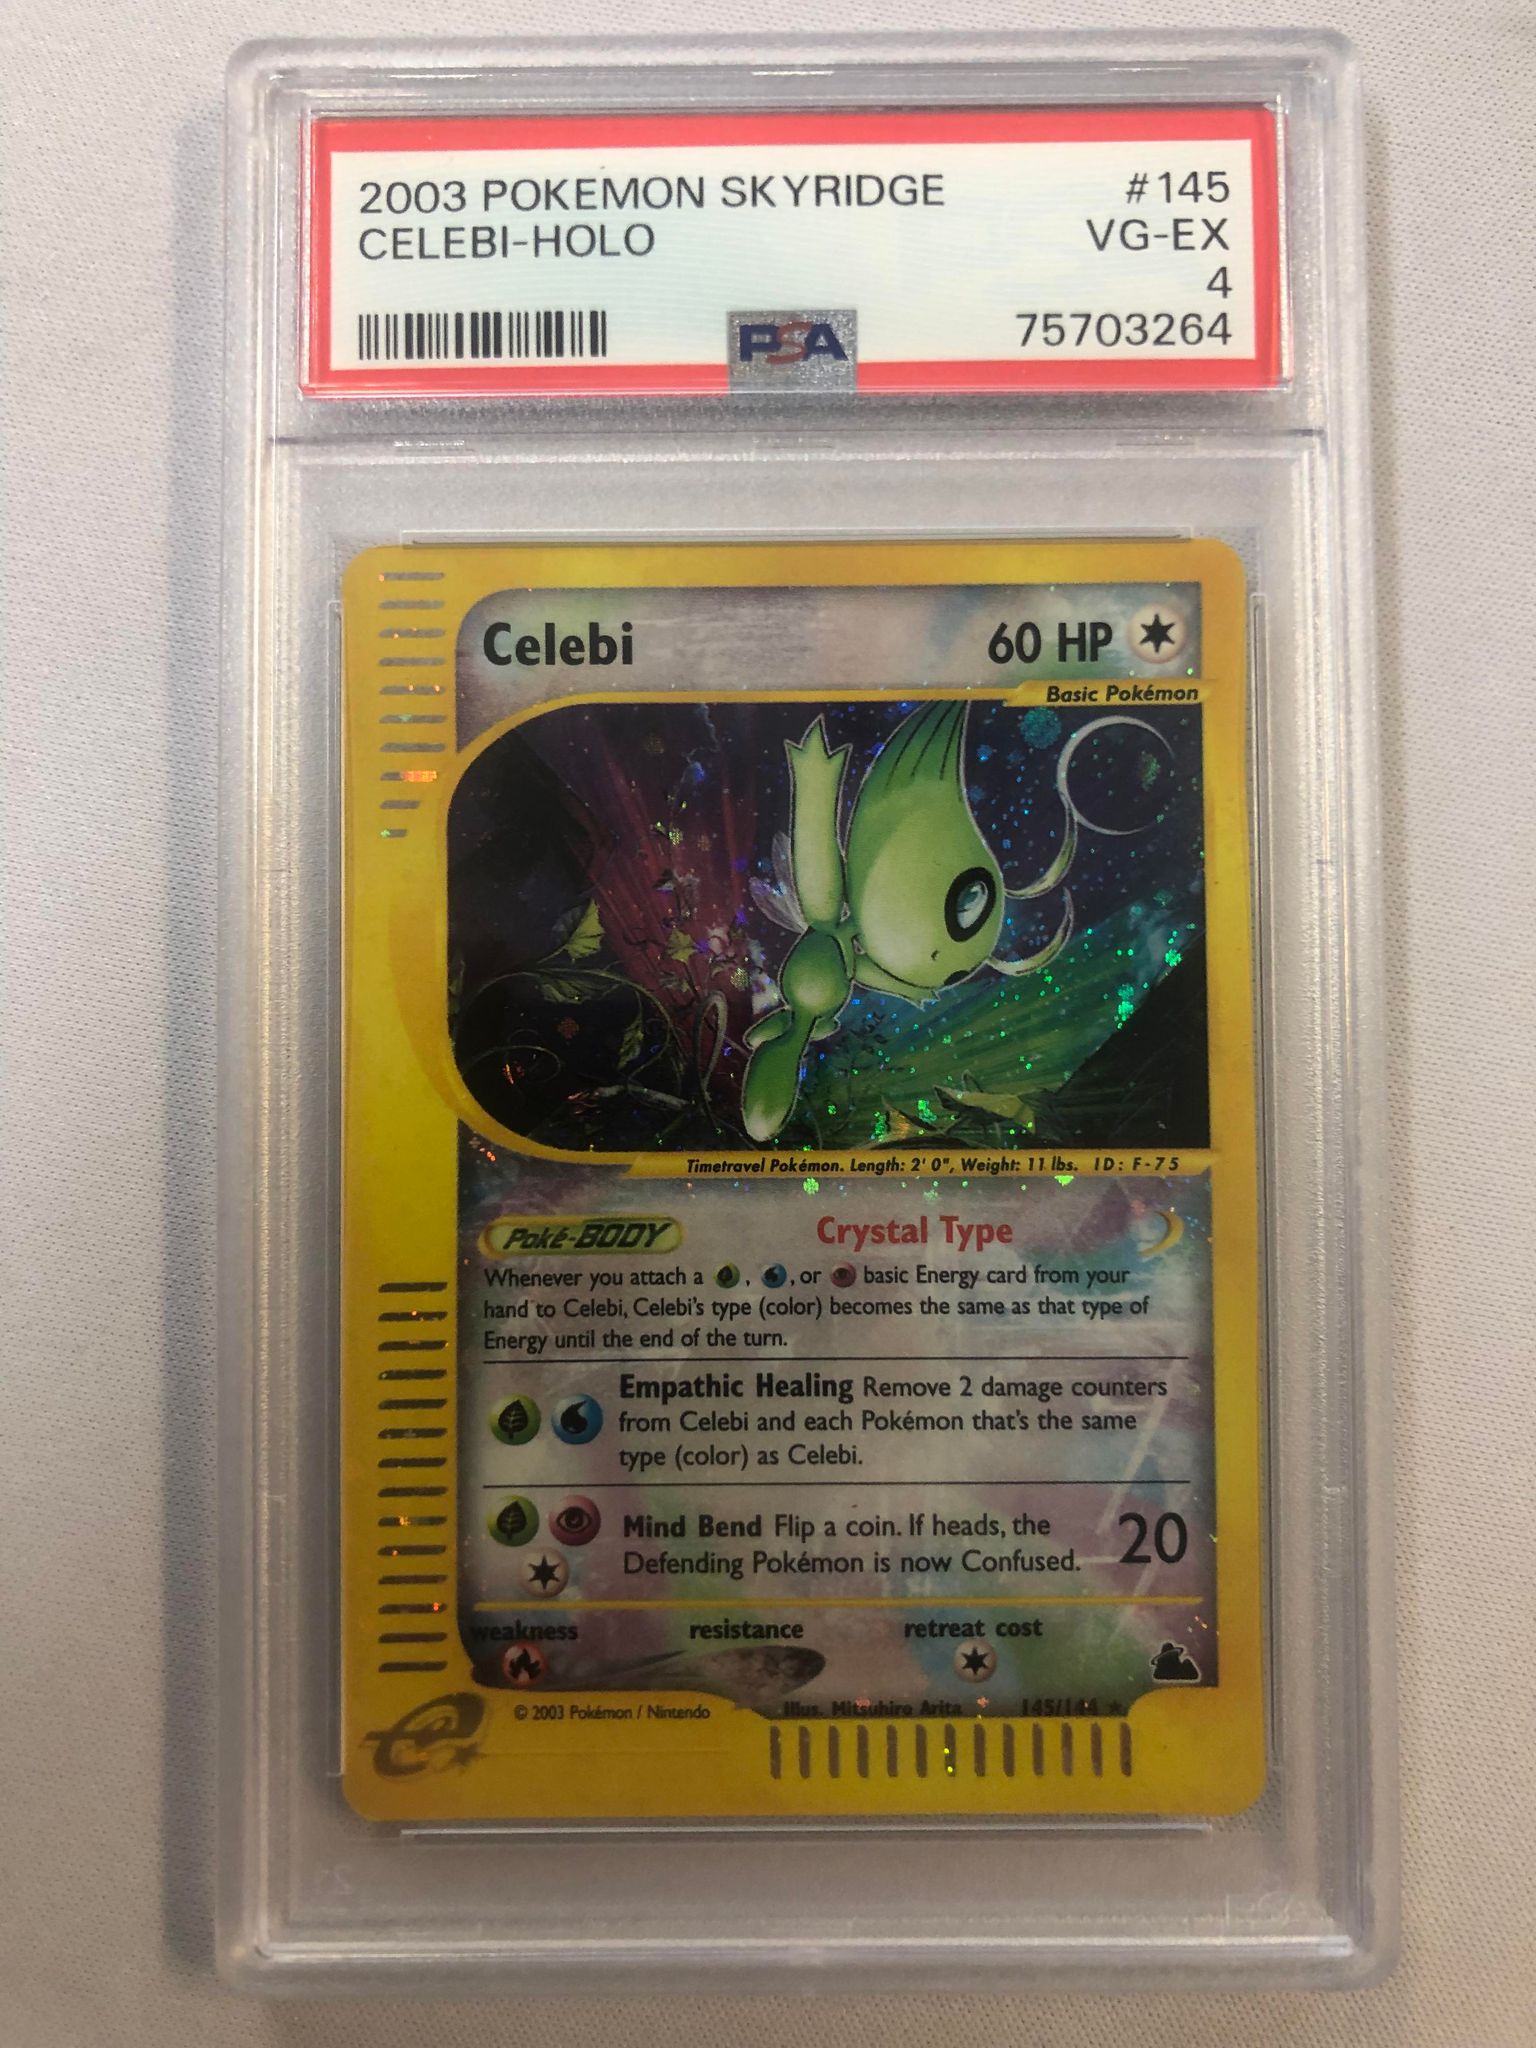 2003 POKEMON SKYRIDGE #145
CELEBI-HOLO VG-EX
4
PSA 75703264
Celebi 60 HP
Basic Pokémon
Timetravel Pokémon. Length: 2' 0", Weight: 11 lbs. ID: F-75
Poké-BODY Crystal Type
Whenever you attach a , , or basic Energy card from your
hand to Celebi, Celebi's type (color) becomes the same as that type of
Energy until the end of the turn.
Empathic Healing Remove 2 damage counters
from Celebi and each Pokémon that's the same
type (color) as Celebi.
Mind Bend Flip a coin. If heads, the 20
Defending Pokémon is now Confused.
weakness resistance retreat cost
© 2003 Pokémon / Nintendo Illus. Mitsuhiro Arita 145/144 ★